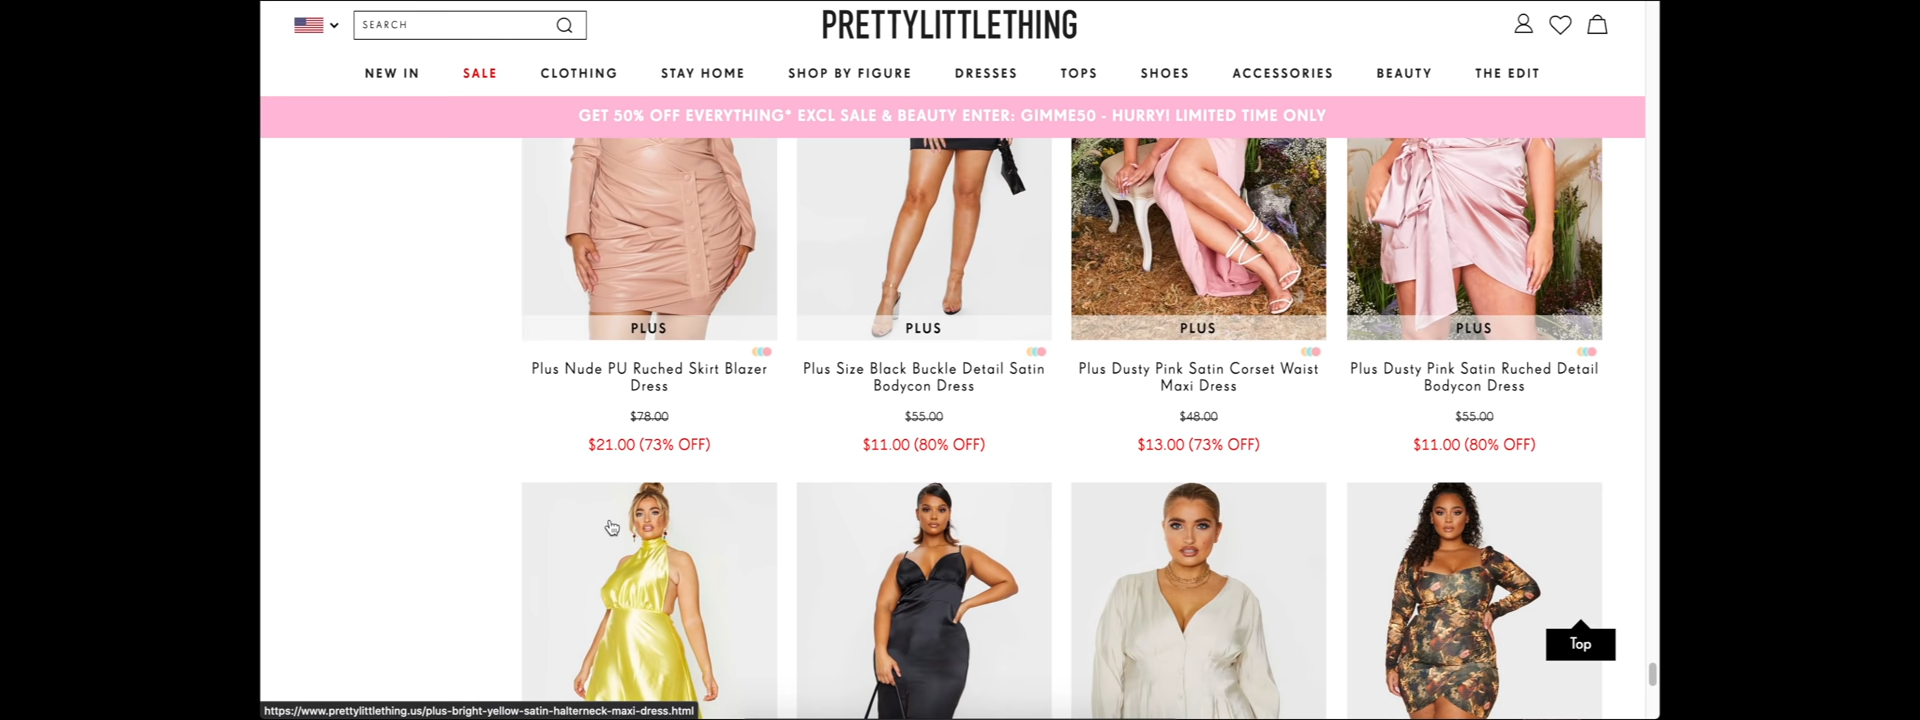 SEARCH
PRETTYLITTLETHING
NEW IN SALE CLOTHING STAY HOME SHOP BY FIGURE DRESSES TOPS SHOES ACCESSORIES BEAUTY THE EDIT
GET 50% OFF EVERYTHING* EXCL SALE & BEAUTY ENTER: GIMME50 - HURRY! LIMITED TIME ONLY
PLUS
Plus Nude PU Ruched Skirt Blazer
Dress
$78.00
$21.00 (73% OFF)
PLUS
Plus Size Black Buckle Detail Satin
Bodycon Dress
$55.00
$11.00 (80% OFF)
PLUS
Plus Dusty Pink Satin Corset Waist
Maxi Dress
$48.00
$13.00 (73% OFF)
PLUS
Plus Dusty Pink Satin Ruched Detail
Bodycon Dress
$55.00
$11.00 (80% OFF)
Top
https://www.prettylittlething.us/plus-bright-yellow-satin-halterneck-maxi-dress.html